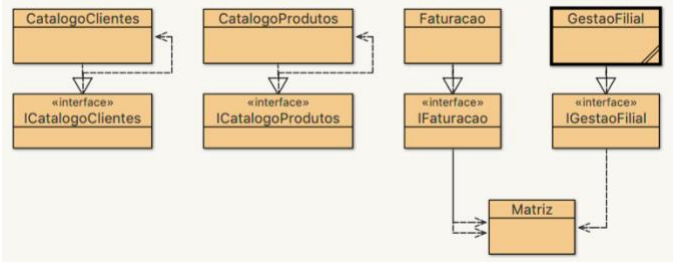 CatalogoClientes
CatalogoProdutos
Faturacao
GestaoFilial
«interface»
ICatalogoClientes
«interface»
ICatalogoProdutos
«interface»
IFaturacao
«interface»
IGestaoFilial
Matriz